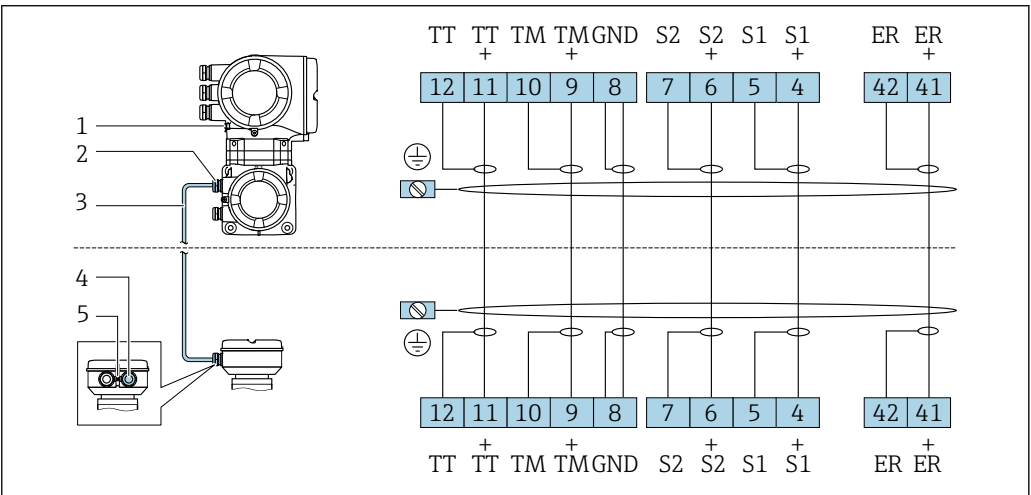 TT TT TM TM GND S2 S2 S1 S1 ER ER
+ + + + +
12 11 10 9 8 7 6 5 4 42 41
1
2
3
4
5
12 11 10 9 8 7 6 5 4 42 41
+ + + + +
TT TT TM TM GND S2 S2 S1 S1 ER ER